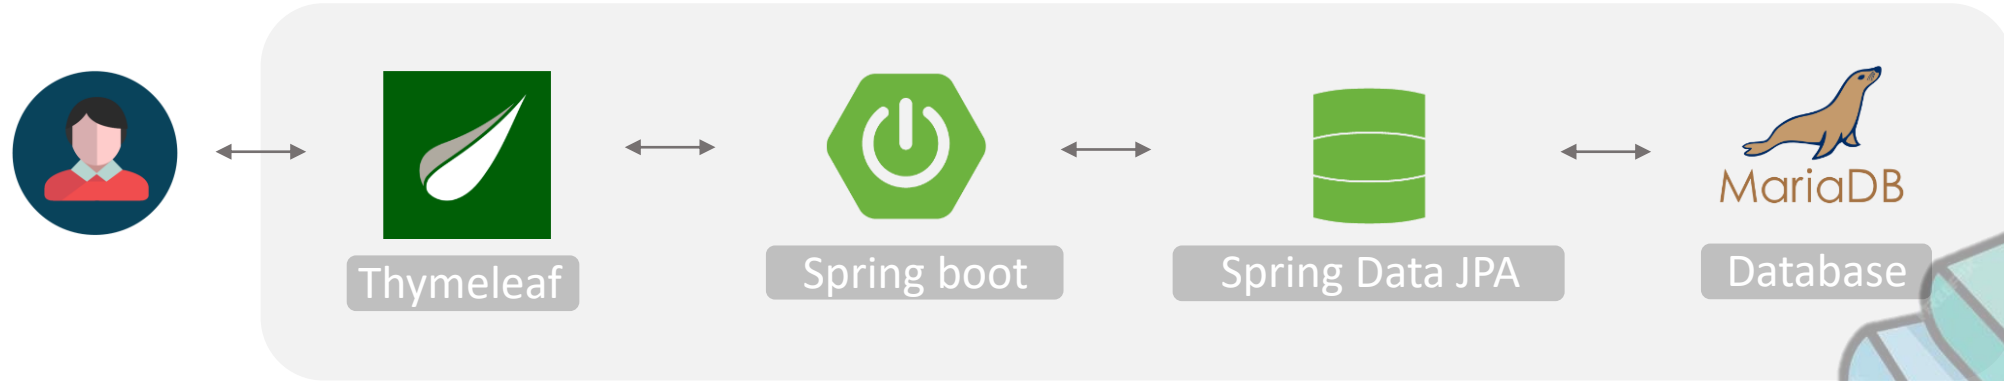 MariaDB
Thymeleaf
Spring boot
Spring Data JPA
Database